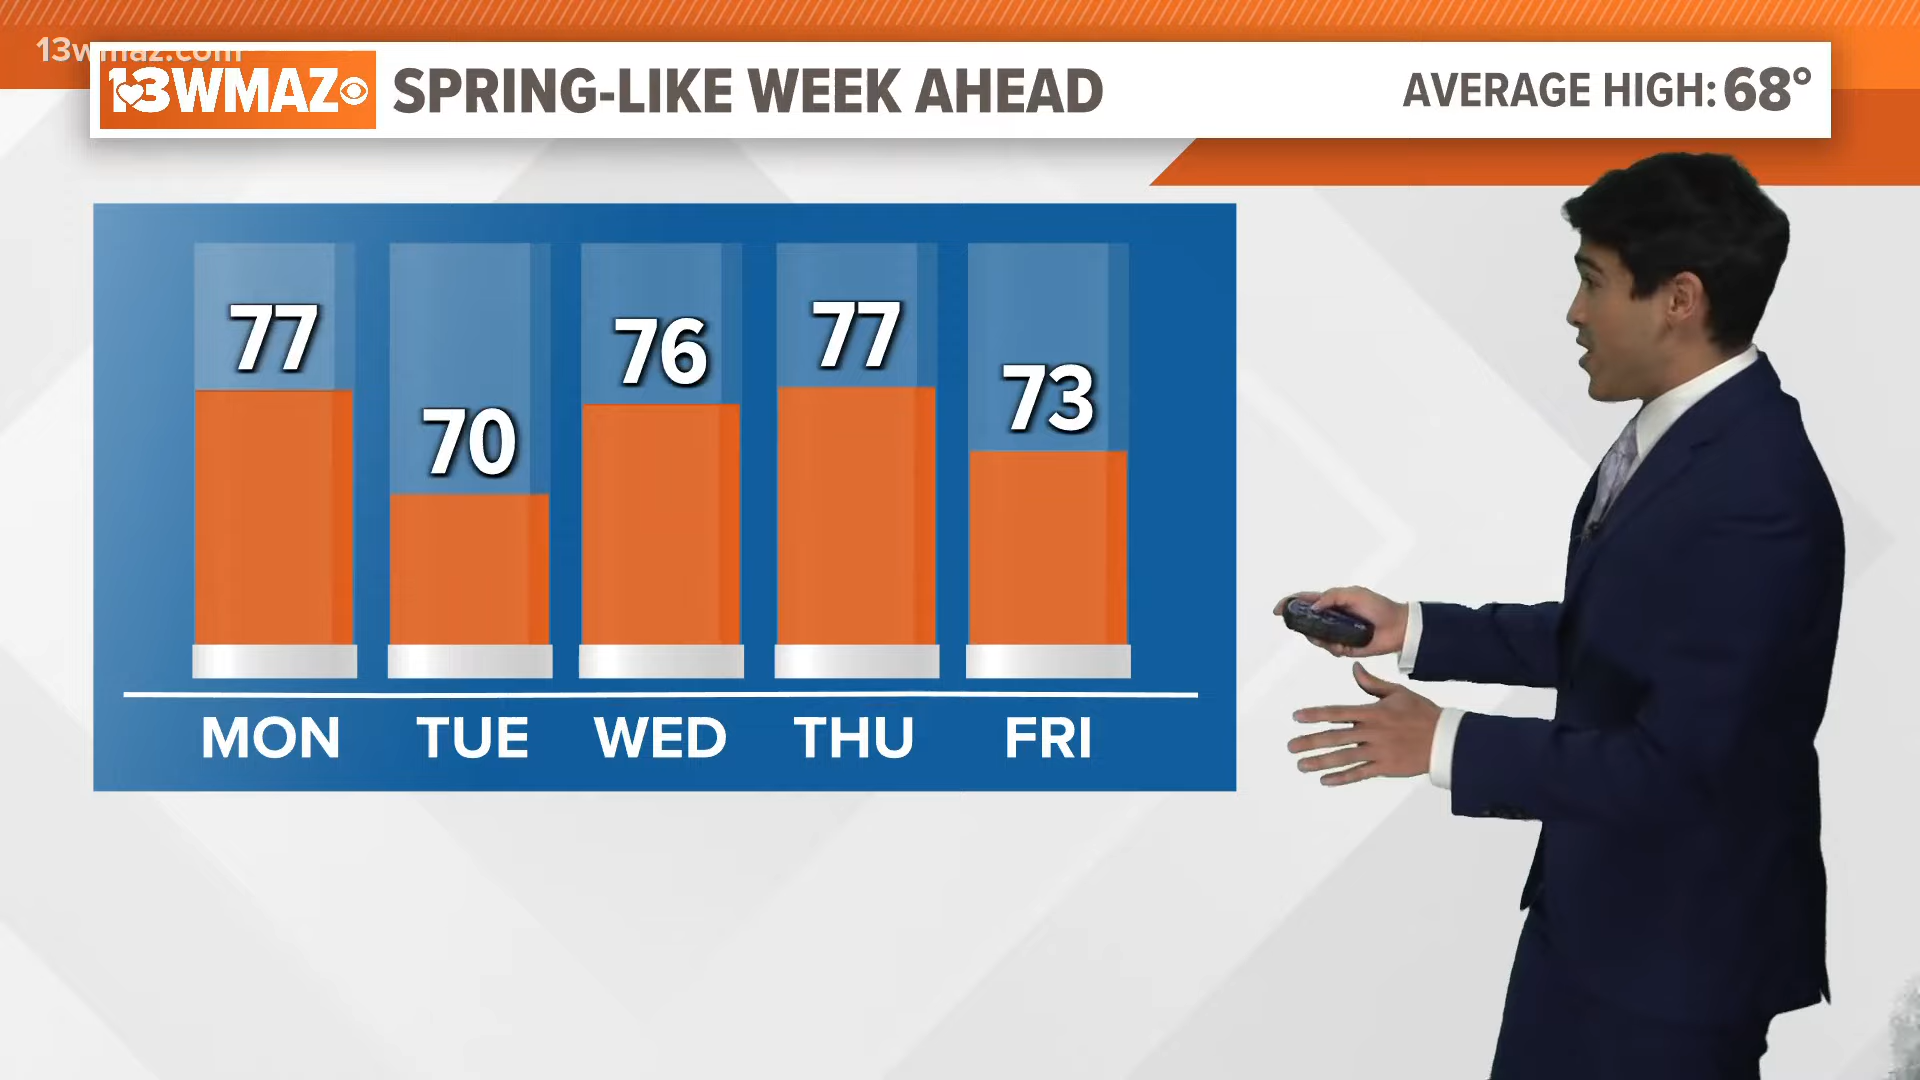 13wmaz.com
13WMAZ SPRING-LIKE WEEK AHEAD AVERAGE HIGH: 68°
77 70 76 77 73
MON TUE WED THU FRI